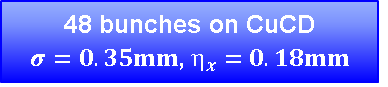 48 bunches on CuCD
σ = 0.35mm, ηₓ = 0.18mm